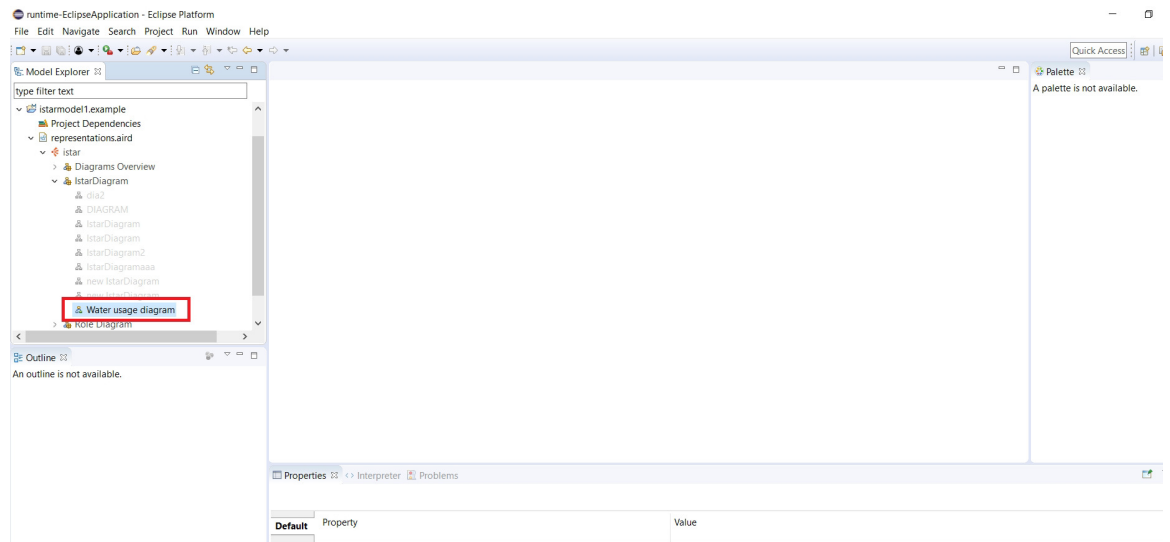 runtime-EclipseApplication - Eclipse Platform
File Edit Navigate Search Project Run Window Help
Quick Access
Model Explorer
Palette
type filter text
A palette is not available.
istarmodel1.example
Project Dependencies
representations.aird
istar
Diagrams Overview
IstarDiagram
dia2
DIAGRAM
IstarDiagram
IstarDiagram
IstarDiagram2
IstarDiagramaaa
new IstarDiagram
new IstarDiagram
Water usage diagram
Role Diagram
Outline
An outline is not available.
Properties Interpreter Problems
Default Property Value